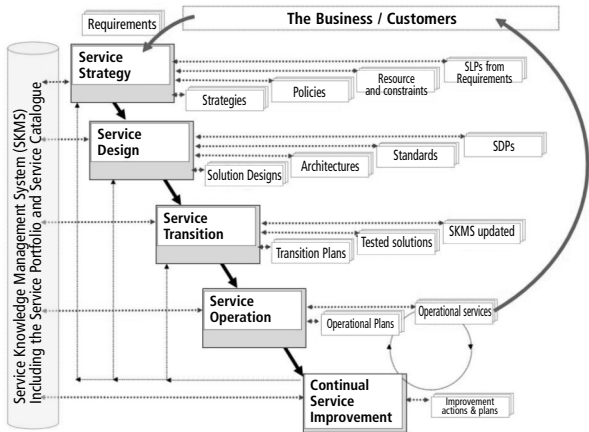 The Business / Customers
Requirements
Service
Strategy
SLPs from
Requirements
Resource
and constraints
Policies
Strategies
Service
Design
SDPs
Standards
Architectures
Solution Designs
Service
Transition
SKMS updated
Tested solutions
Transition Plans
Service
Operation
Operational services
Operational Plans
Continual
Service
Improvement
Improvement
actions & plans
Service Knowledge Management System (SKMS)
Including the Service Portfolio and Service Catalogue